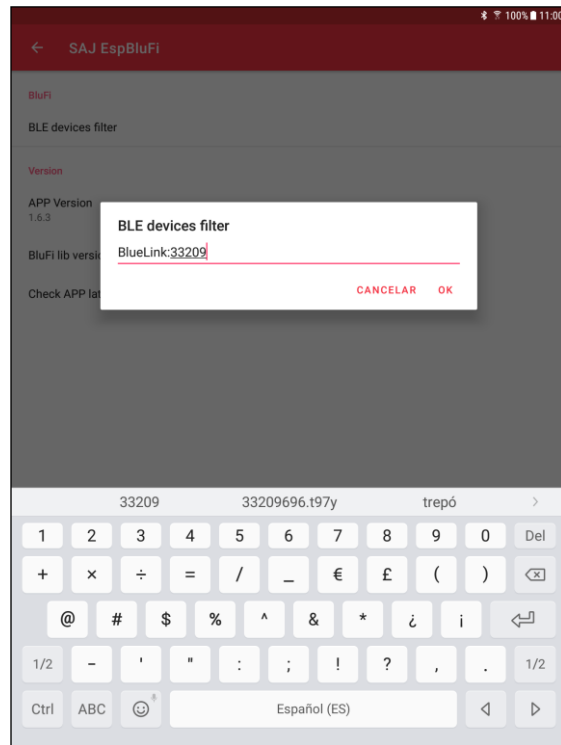 100% 11:00
SAJ EspBluFi
BluFi
BLE devices filter
Version
APP Version
1.6.3
BluFi lib versio
Check APP lat
BLE devices filter
BlueLink:33209
CANCELAR OK
33209 33209696.t97y trepó >
1 2 3 4 5 6 7 8 9 0 Del
+ × ÷ = / _ € £ ( )
@ # $ % ^ & * ¿ ¡
1/2 - ' " : ; ! ? , . 1/2
Ctrl ABC Español (ES)